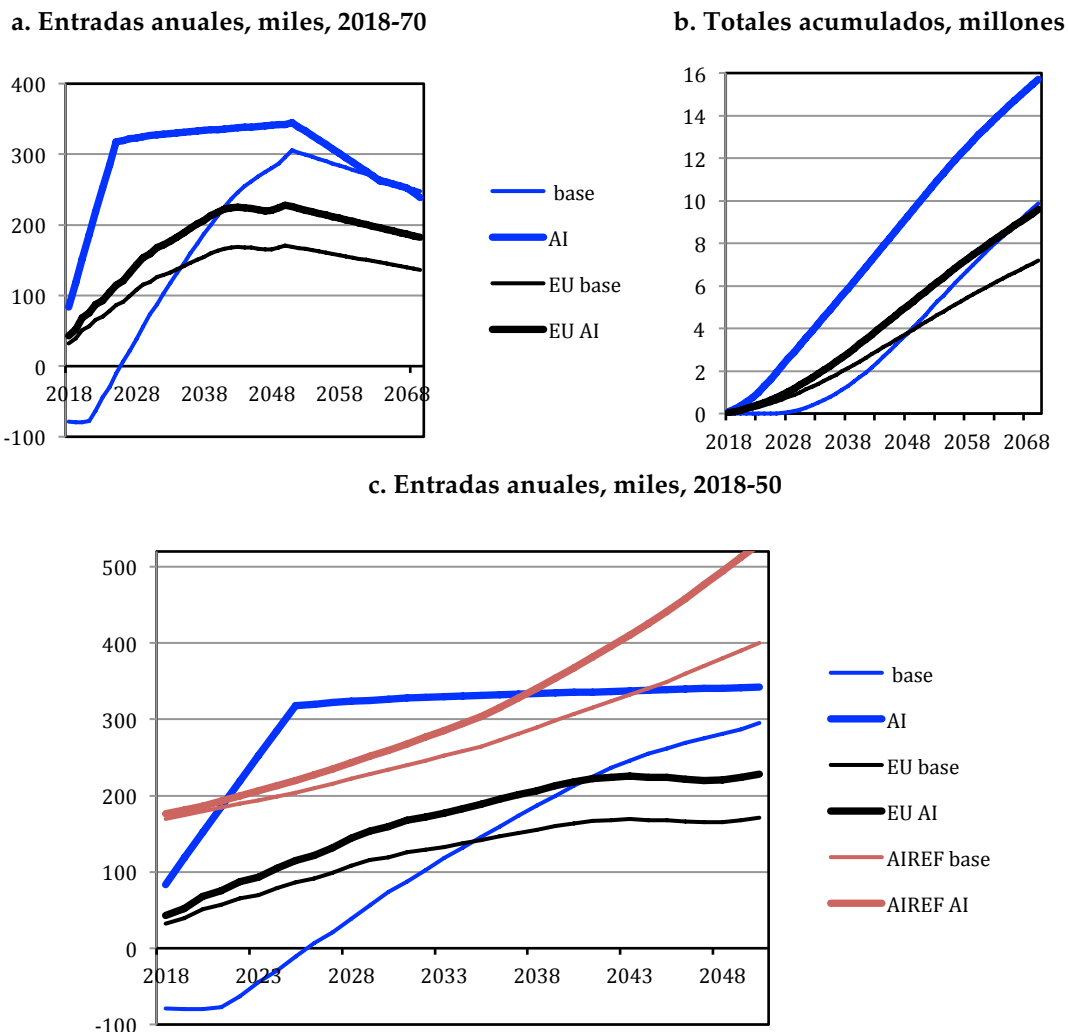 a. Entradas anuales, miles, 2018-70
400
300
200
100
0
-100
2018 2028 2038 2048 2058 2068
base
AI
EU base
EU AI
b. Totales acumulados, millones
16
14
12
10
8
6
4
2
0
2018 2028 2038 2048 2058 2068
c. Entradas anuales, miles, 2018-50
500
400
300
200
100
0
-100
2018 2023 2028 2033 2038 2043 2048
base
AI
EU base
EU AI
AIREF base
AIREF AI